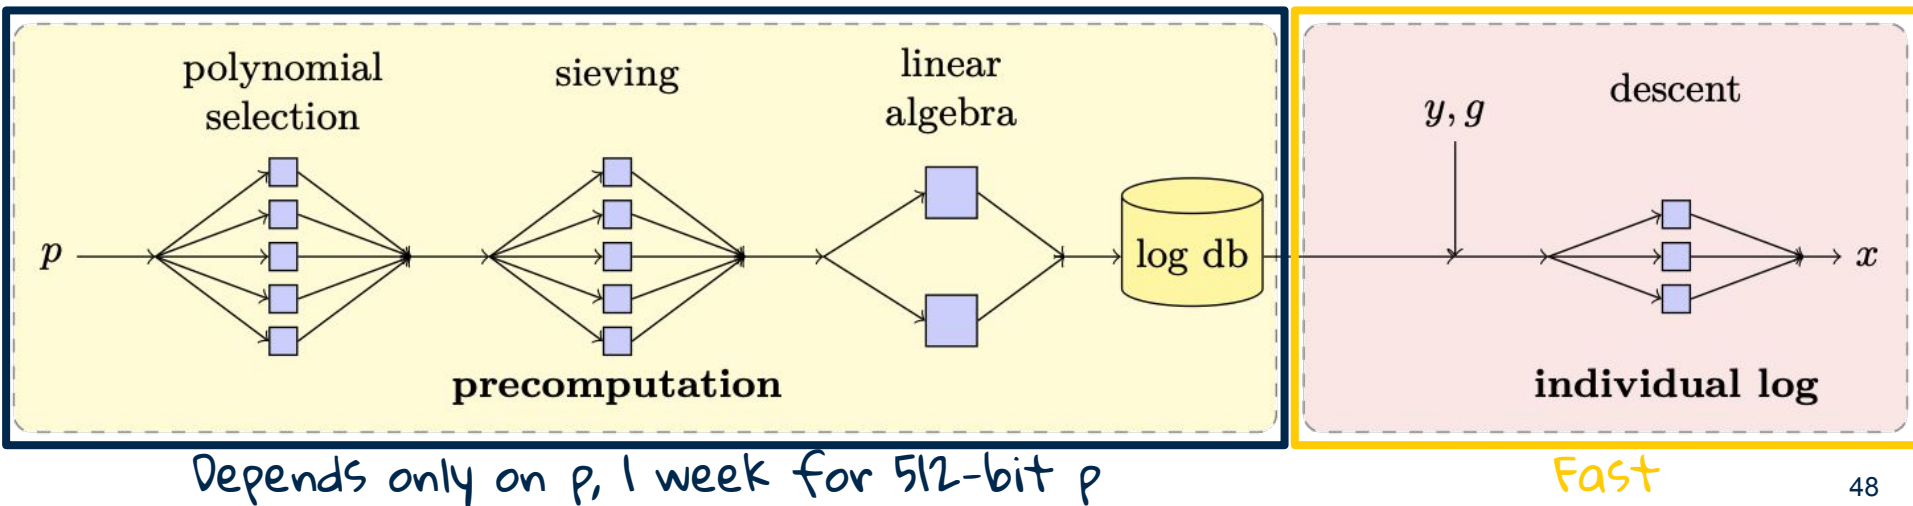 polynomial
selection
sieving
linear
algebra
y, g
descent
p
log db
x
precomputation
individual log
Depends only on p, 1 week for 512-bit p
Fast
48